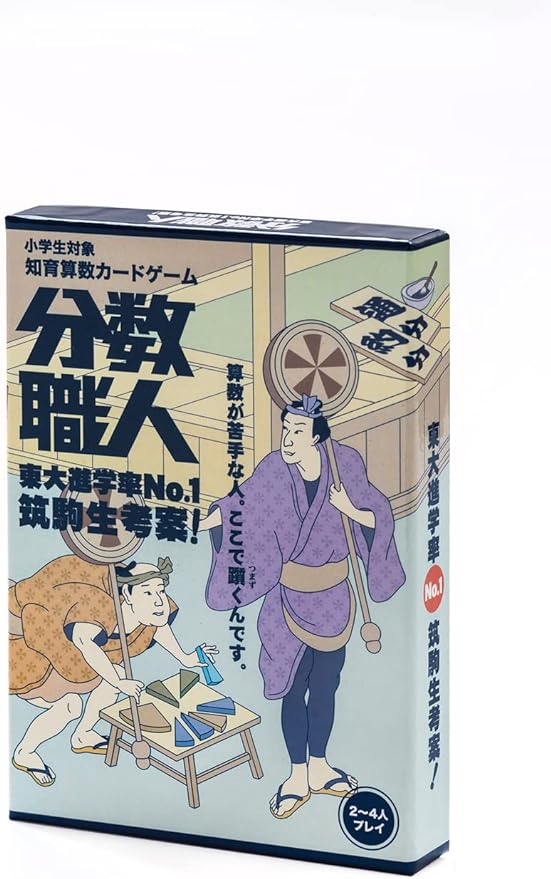 小学生対象
知育算数カードゲーム
分数
職人
東大進学率No.1
筑駒生考案!
算数が苦手な人。ここで躓くんです。
つまず
2〜4人
プレイ
東大進学率No.1筑駒生考案!